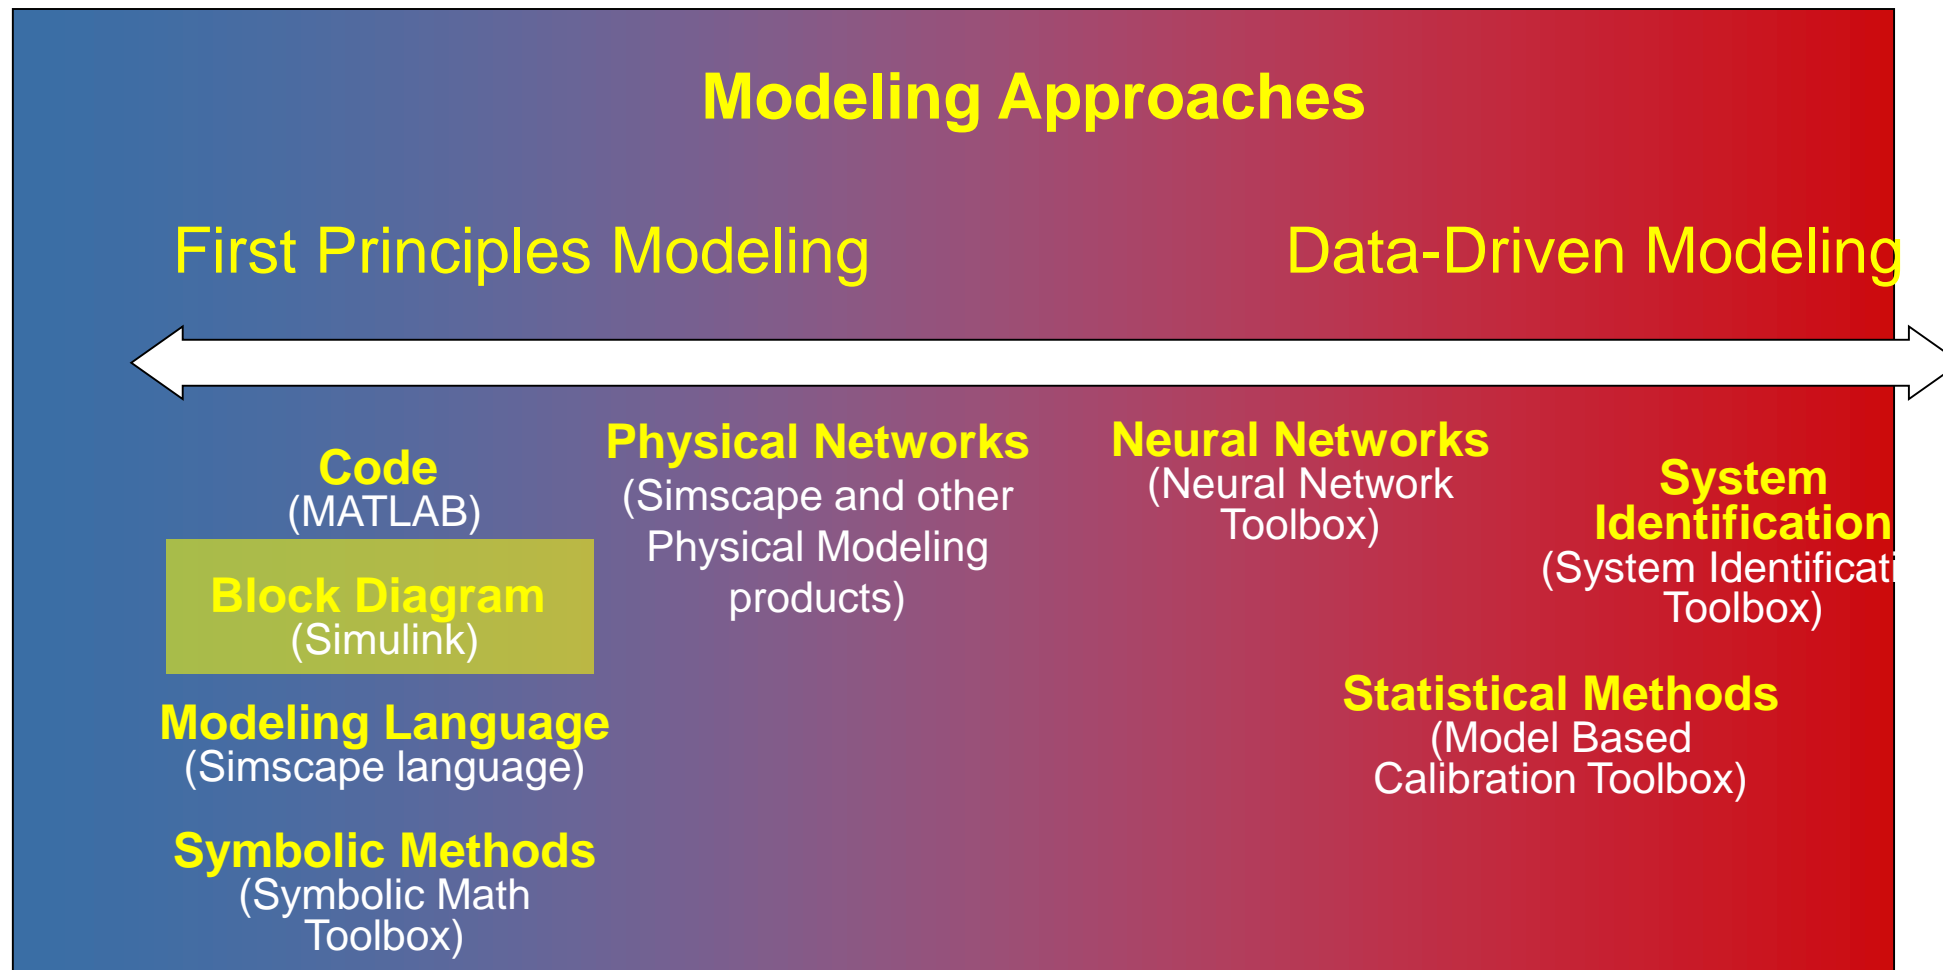 Modeling Approaches
First Principles Modeling
Data-Driven Modeling
Code
(MATLAB)
Block Diagram
(Simulink)
Modeling Language
(Simscape language)
Symbolic Methods
(Symbolic Math
Toolbox)
Physical Networks
(Simscape and other
Physical Modeling
products)
Neural Networks
(Neural Network
Toolbox)
System
Identification
(System Identificati
Toolbox)
Statistical Methods
(Model Based
Calibration Toolbox)